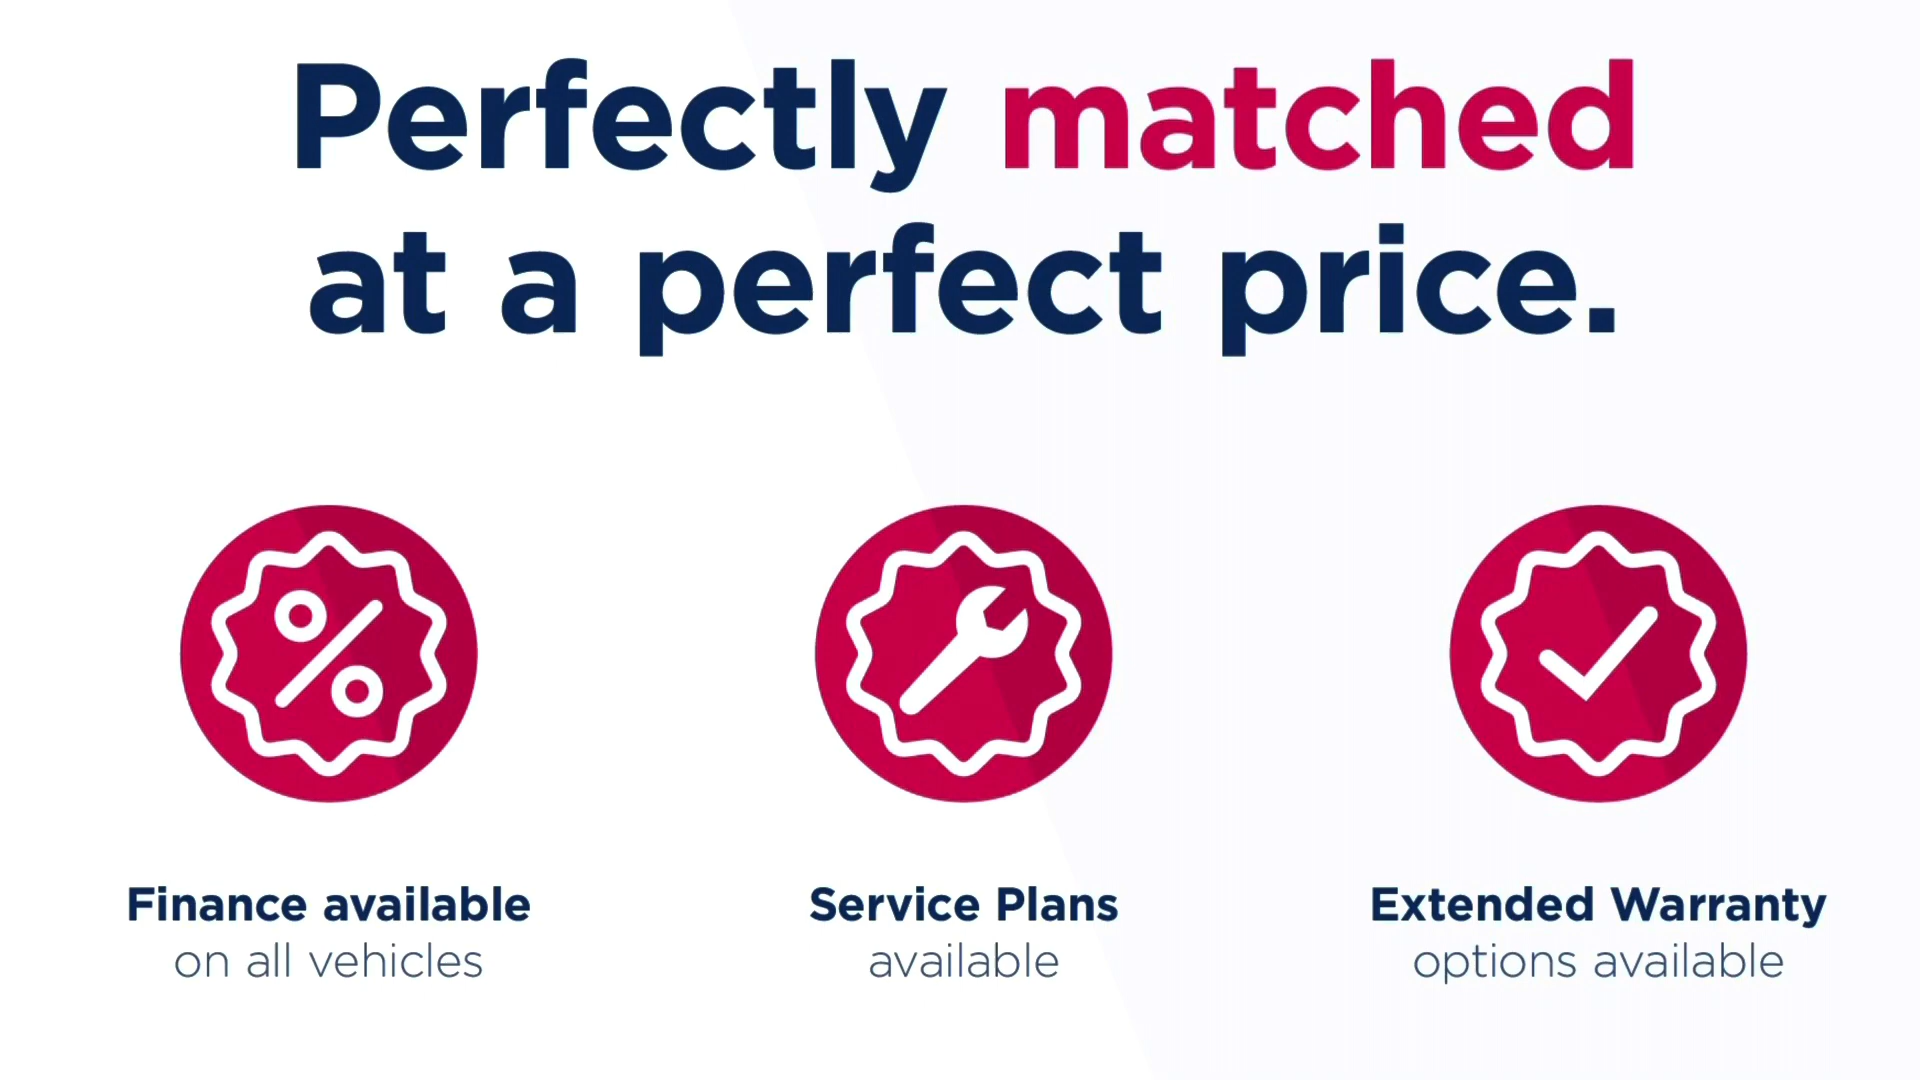 Perfectly matched
at a perfect price.
Finance available
on all vehicles
Service Plans
available
Extended Warranty
options available